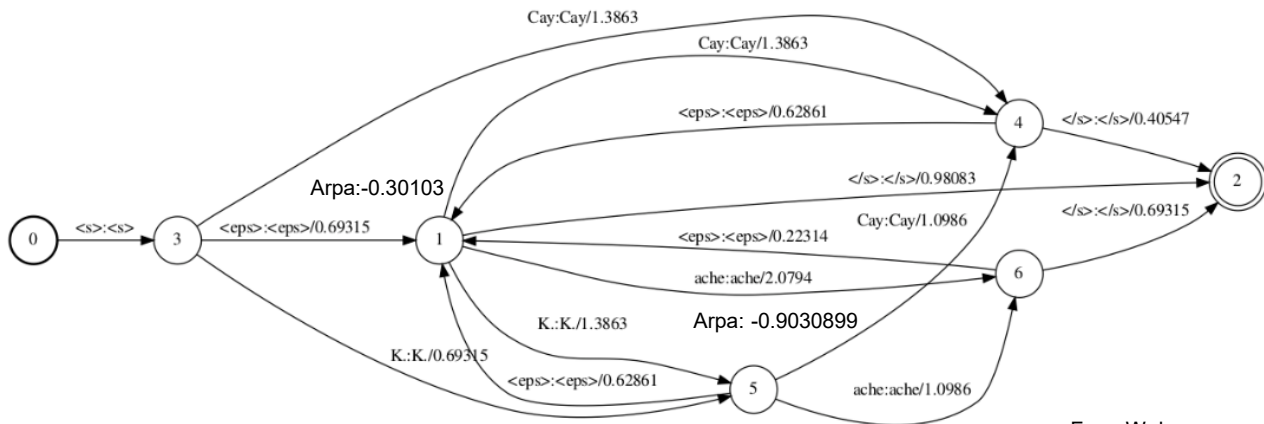 Cay:Cay/1.3863
Cay:Cay/1.3863
<eps>:<eps>/0.62861
4
</s>:</s>/0.40547
Arpa:-0.30103
</s>:</s>/0.98083
2
0
<s>:<s>
3
<eps>:<eps>/0.69315
1
Cay:Cay/1.0986
</s>:</s>/0.69315
<eps>:<eps>/0.22314
6
ache:ache/2.0794
K.:K./1.3863
Arpa: -0.9030899
K.:K./0.69315
<eps>:<eps>/0.62861
5
ache:ache/1.0986